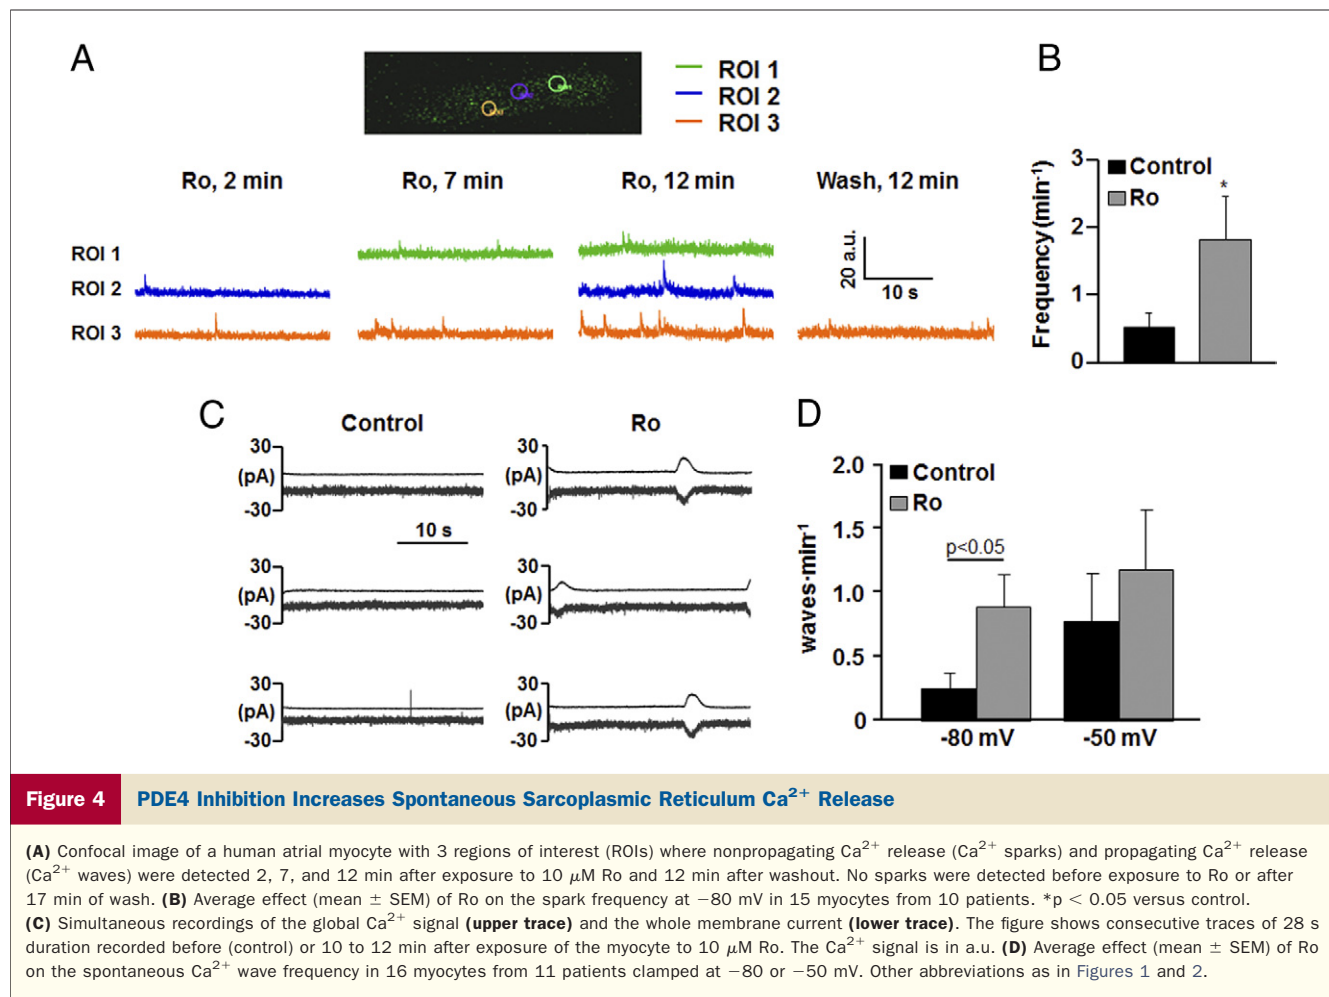 A
ROI 1
ROI 2
ROI 3
Ro, 2 min
Ro, 7 min
Ro, 12 min
Wash, 12 min
ROI 1
ROI 2
ROI 3
20 a.u.
10 s
B
Frequency (min-1)
3
2
1
0
Control
Ro
*
C
Control
Ro
30
(pA)
-30
30
(pA)
-30
10 s
30
(pA)
-30
30
(pA)
-30
30
(pA)
-30
30
(pA)
-30
D
waves·min-1
2.0
1.5
1.0
0.5
0
Control
Ro
p<0.05
-80 mV
-50 mV
Figure 4
PDE4 Inhibition Increases Spontaneous Sarcoplasmic Reticulum Ca2+ Release
(A) Confocal image of a human atrial myocyte with 3 regions of interest (ROIs) where nonpropagating Ca2+ release (Ca2+ sparks) and propagating Ca2+ release
(Ca2+ waves) were detected 2, 7, and 12 min after exposure to 10 μM Ro and 12 min after washout. No sparks were detected before exposure to Ro or after
17 min of wash. (B) Average effect (mean ± SEM) of Ro on the spark frequency at −80 mV in 15 myocytes from 10 patients. *p < 0.05 versus control.
(C) Simultaneous recordings of the global Ca2+ signal (upper trace) and the whole membrane current (lower trace). The figure shows consecutive traces of 28 s
duration recorded before (control) or 10 to 12 min after exposure of the myocyte to 10 μM Ro. The Ca2+ signal is in a.u. (D) Average effect (mean ± SEM) of Ro
on the spontaneous Ca2+ wave frequency in 16 myocytes from 11 patients clamped at −80 or −50 mV. Other abbreviations as in Figures 1 and 2.